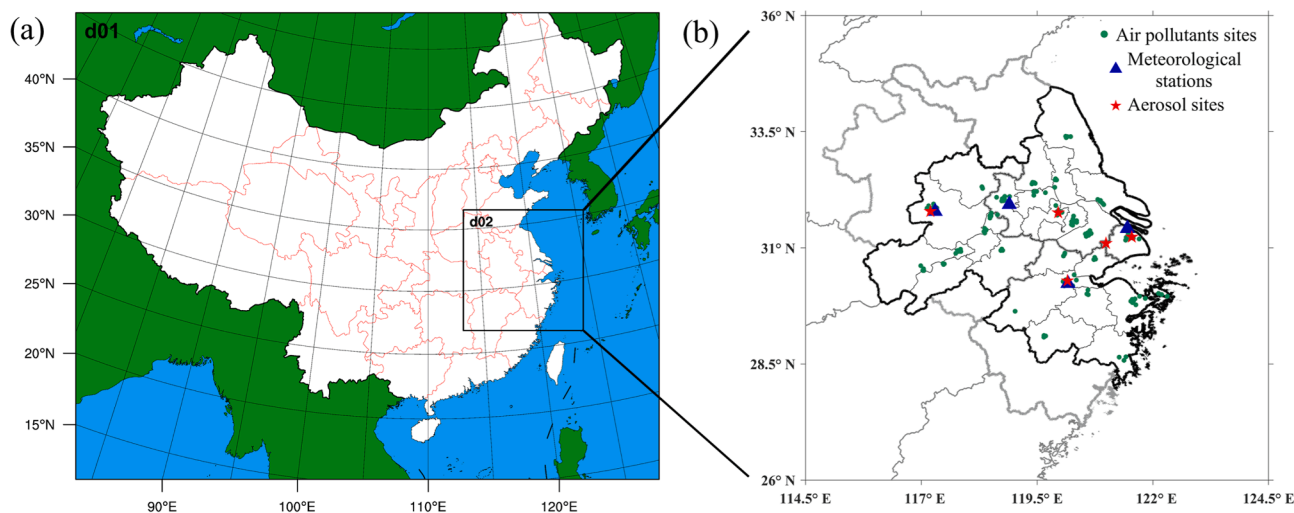 (a)
d01
40°N
35°N
30°N
25°N
20°N
15°N
90°E
100°E
110°E
120°E
d02
(b)
36° N
33.5° N
31° N
28.5° N
26° N
114.5° E
117° E
119.5° E
122° E
124.5° E
Air pollutants sites
Meteorological
stations
Aerosol sites